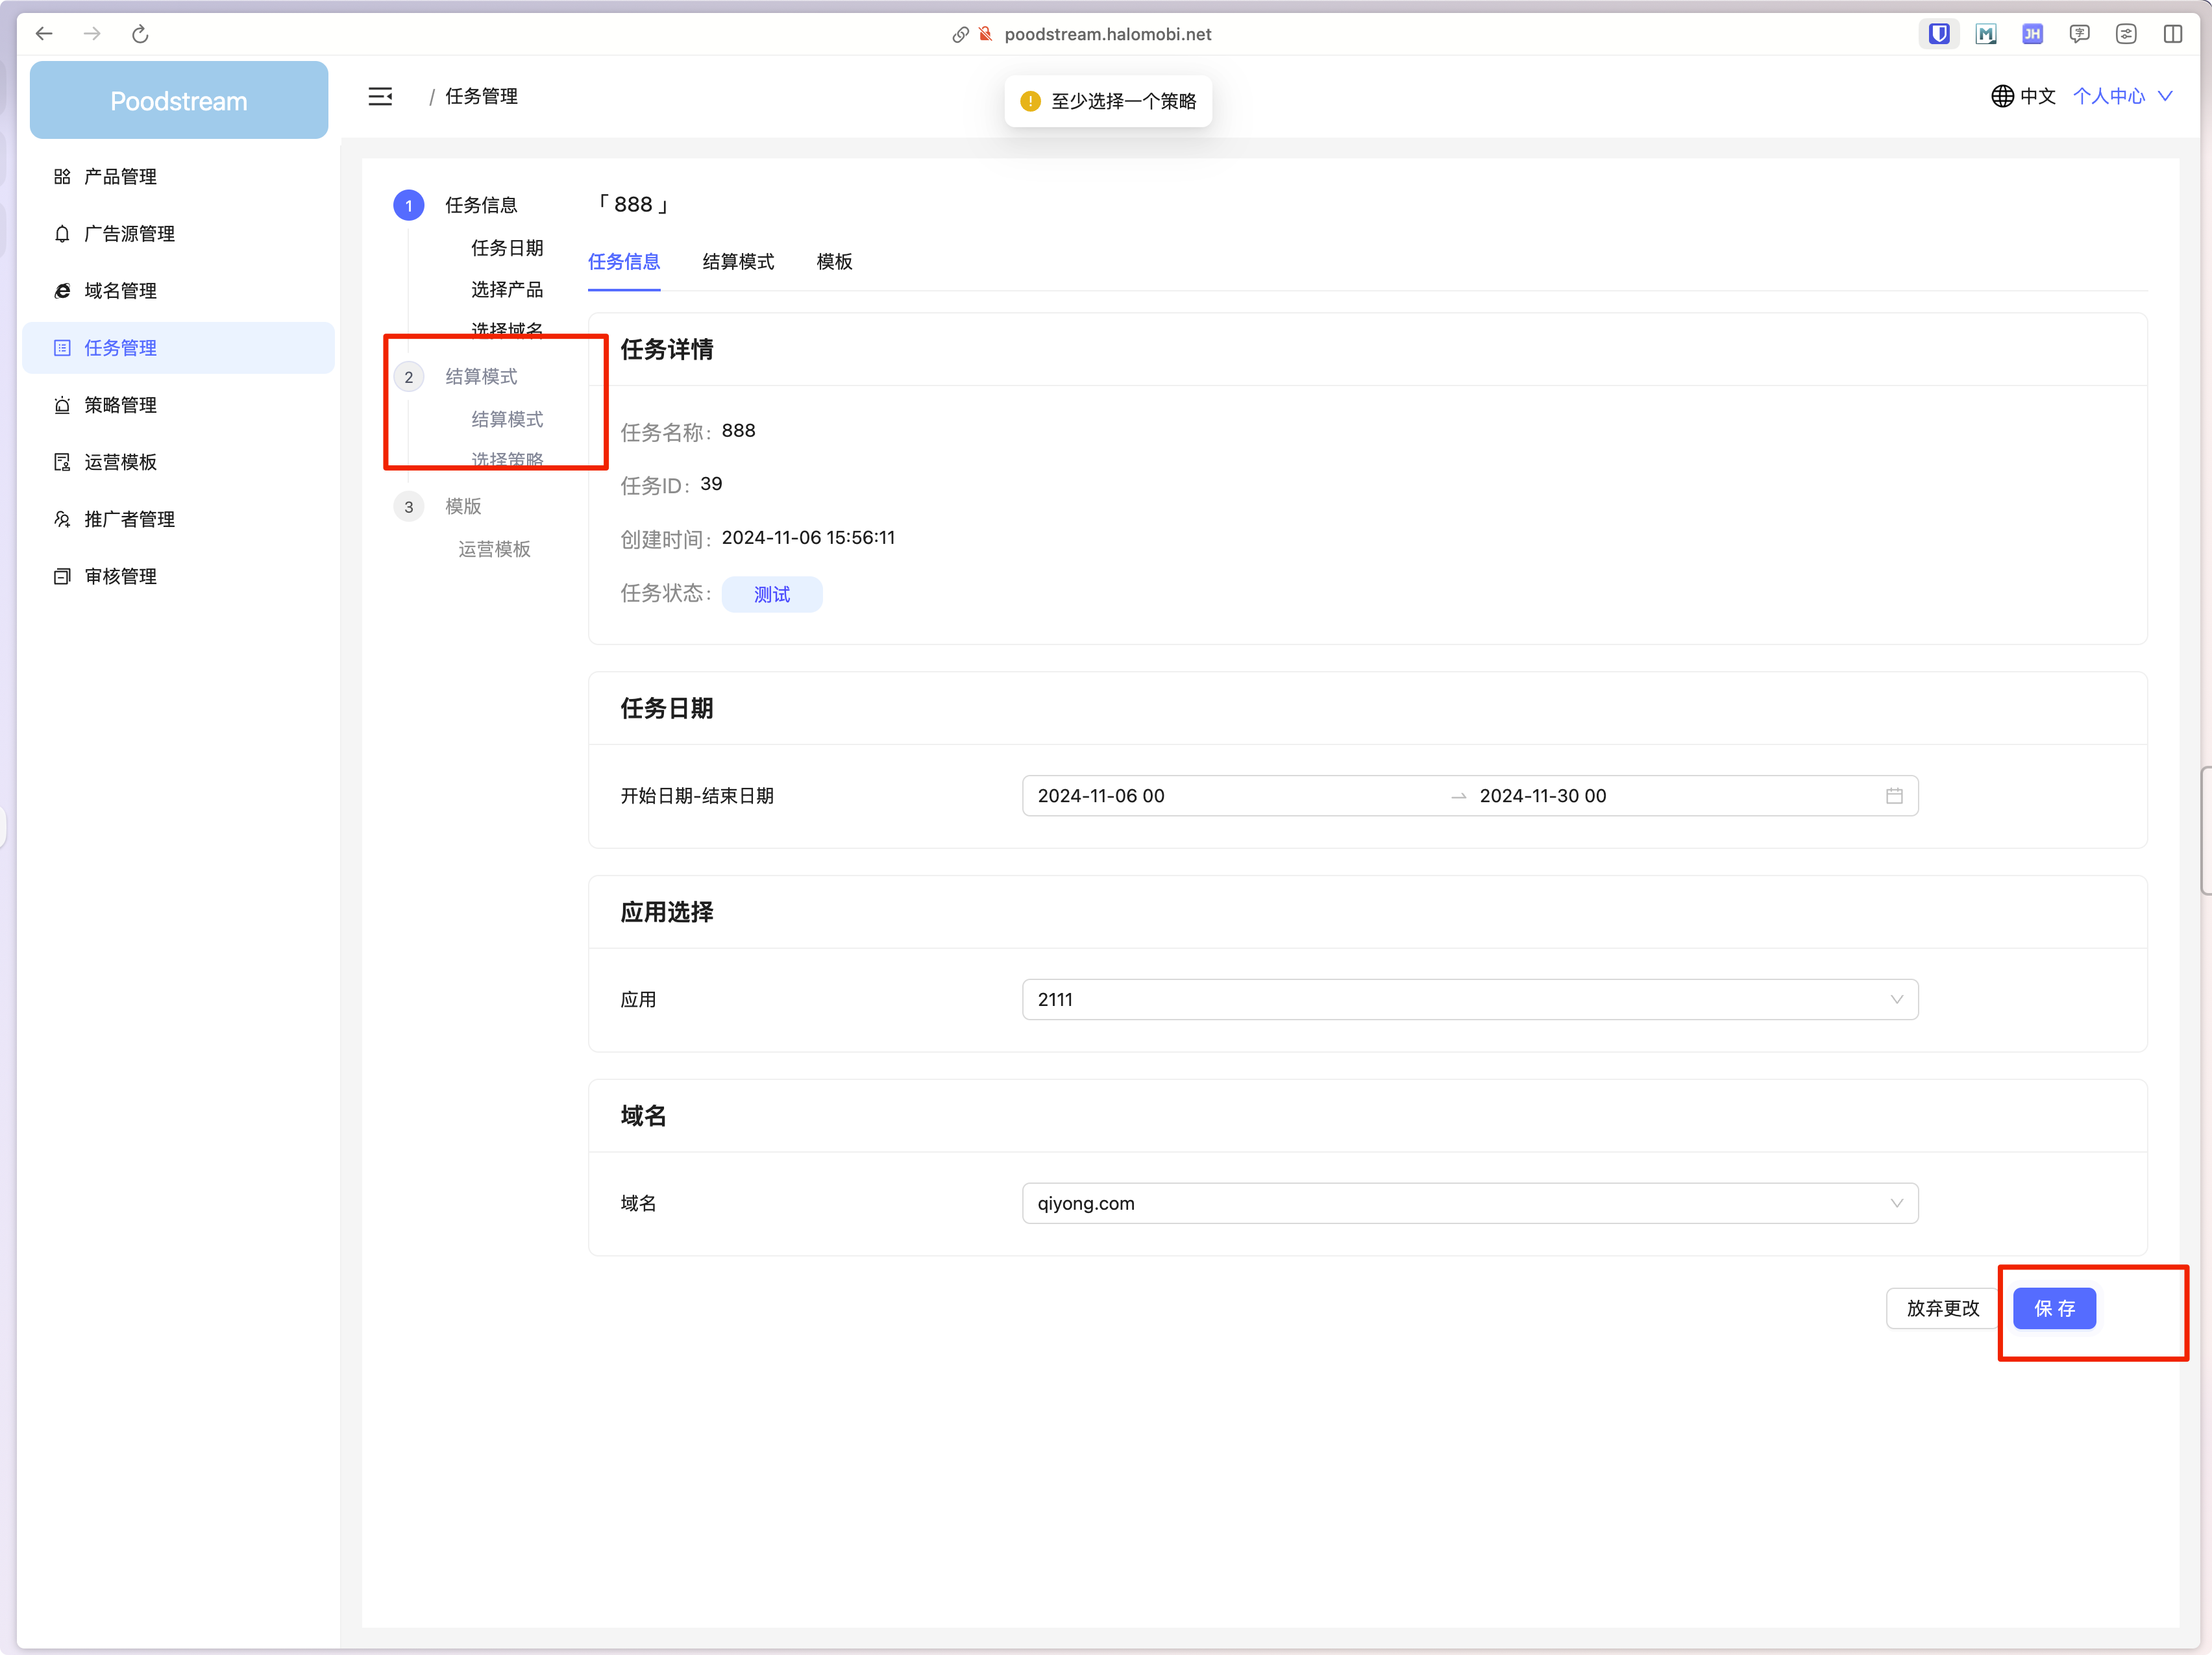 poodstream.halomobi.net
Poodstream
/ 任务管理
至少选择一个策略
中文 个人中心
产品管理
广告源管理
域名管理
任务管理
策略管理
运营模板
推广者管理
审核管理
1 任务信息
任务日期
选择产品
选择域名
2 结算模式
结算模式
选择策略
3 模版
运营模板
「 888 」
任务信息 结算模式 模板
任务详情
任务名称: 888
任务ID: 39
创建时间: 2024-11-06 15:56:11
任务状态: 测试
任务日期
开始日期-结束日期 2024-11-06 00 2024-11-30 00
应用选择
应用 2111
域名
域名 qiyong.com
放弃更改 保 存